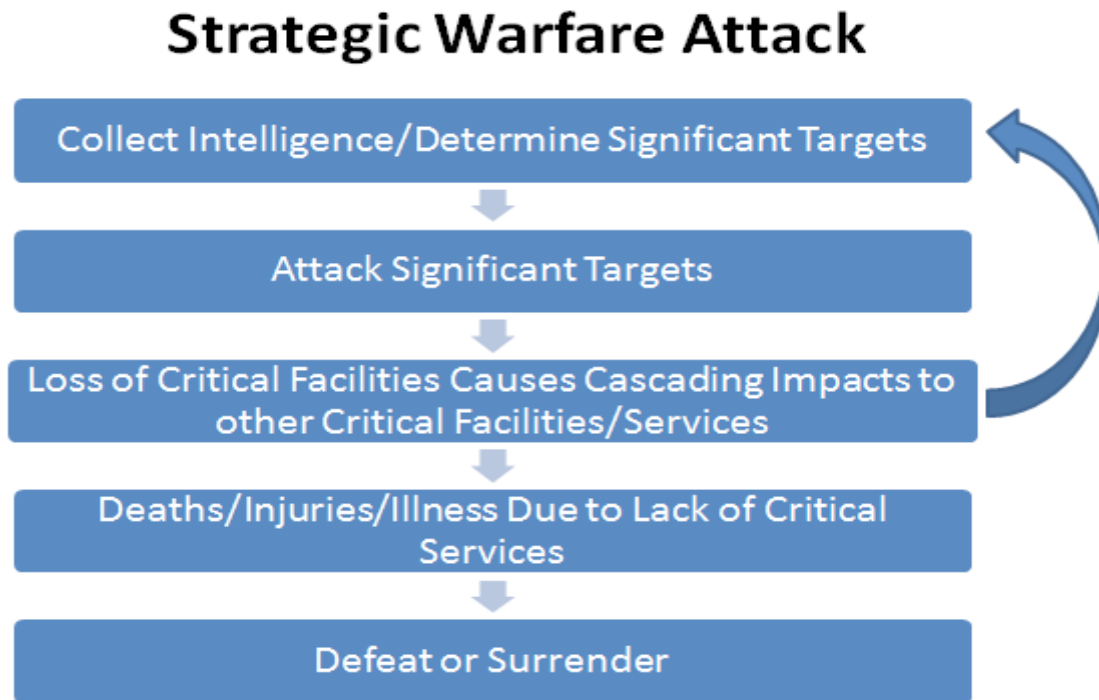 Strategic Warfare Attack
Collect Intelligence/Determine Significant Targets
Attack Significant Targets
Loss of Critical Facilities Causes Cascading Impacts to
other Critical Facilities/Services
Deaths/Injuries/Illness Due to Lack of Critical
Services
Defeat or Surrender